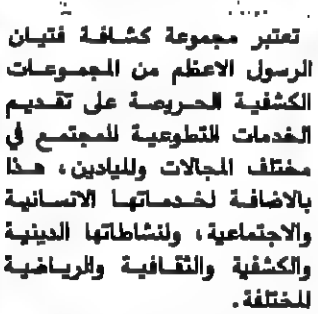 تعتبر مجموعة كشافة فتيان
الرسول الاعظم من المجموعات
الكشفية الحريصة على تقديم
الخدمات التطوعية للمجتمع في
مختلف المجالات والميادين، هذا
بالاضافة لخدماتها الانسانية
والاجتماعية، ولنشاطاتها الدينية
والكشفية والثقافية والرياضية
المختلفة.